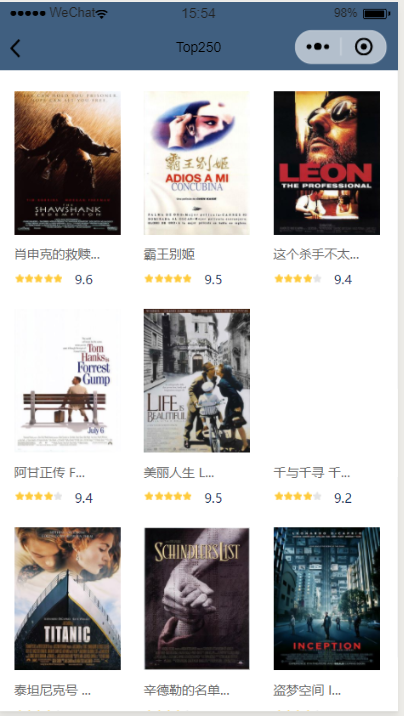 WeChat 15:54 98%
Top250
THE
SHAWSHANK
REDEMPTION
霸王别姬
ADIOS A MI
CONCUBINA
LEON
THE PROFESSIONAL
肖申克的救赎...
霸王别姬
这个杀手不太...
9.6
9.5
9.4
Tom
Hanks is
Forrest
Gump
July 6
LIFE IS
BEAUTIFUL
阿甘正传 F...
美丽人生 L...
千与千寻 千...
9.4
9.5
9.2
TITANIC
SCHINDLER'S LIST
LEONARDO DICAPRIO
INCEPTION
泰坦尼克号 ...
辛德勒的名单...
盗梦空间 I...